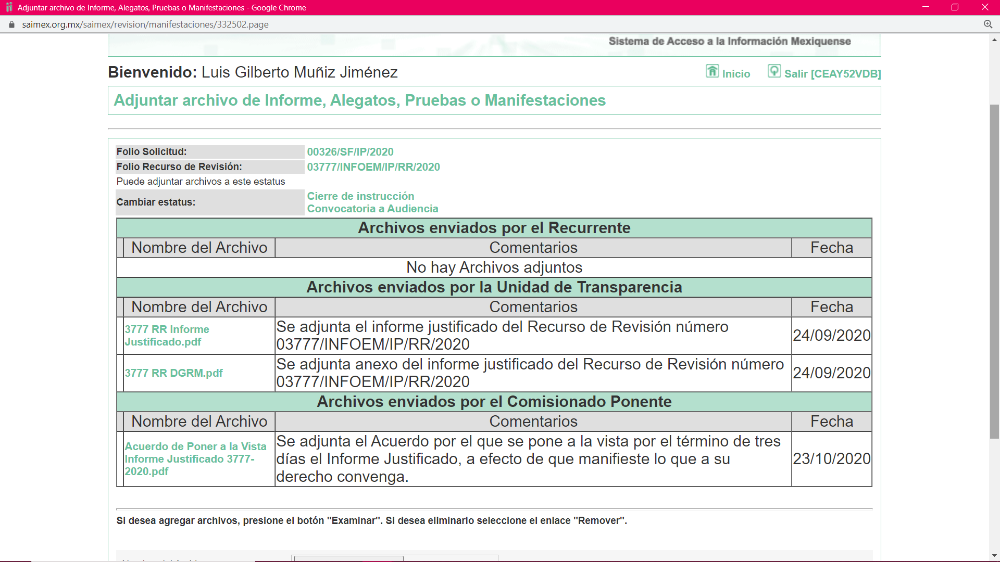 Adjuntar archivo de Informe, Alegatos, Pruebas o Manifestaciones - Google Chrome
saimex.org.mx/saimex/revision/manifestaciones/332502.page
Sistema de Acceso a la Información Mexiquense
Bienvenido: Luis Gilberto Muñiz Jiménez
Inicio
Salir [CEAY52VDB]
Adjuntar archivo de Informe, Alegatos, Pruebas o Manifestaciones
Folio Solicitud: 00326/SF/IP/2020
Folio Recurso de Revisión: 03777/INFOEM/IP/RR/2020
Puede adjuntar archivos a este estatus
Cambiar estatus:
Cierre de instrucción
Convocatoria a Audiencia
Archivos enviados por el Recurrente
Nombre del Archivo Comentarios Fecha
No hay Archivos adjuntos
Archivos enviados por la Unidad de Transparencia
Nombre del Archivo Comentarios Fecha
3777 RR Informe
Justificado.pdf
Se adjunta el informe justificado del Recurso de Revisión número
03777/INFOEM/IP/RR/2020
24/09/2020
3777 RR DGRM.pdf
Se adjunta anexo del informe justificado del Recurso de Revisión número
03777/INFOEM/IP/RR/2020
24/09/2020
Archivos enviados por el Comisionado Ponente
Nombre del Archivo Comentarios Fecha
Acuerdo de Poner a la Vista
Informe Justificado 3777-
2020.pdf
Se adjunta el Acuerdo por el que se pone a la vista por el término de tres
días el Informe Justificado, a efecto de que manifieste lo que a su
derecho convenga.
23/10/2020
Si desea agregar archivos, presione el botón "Examinar". Si desea eliminarlo seleccione el enlace "Remover".